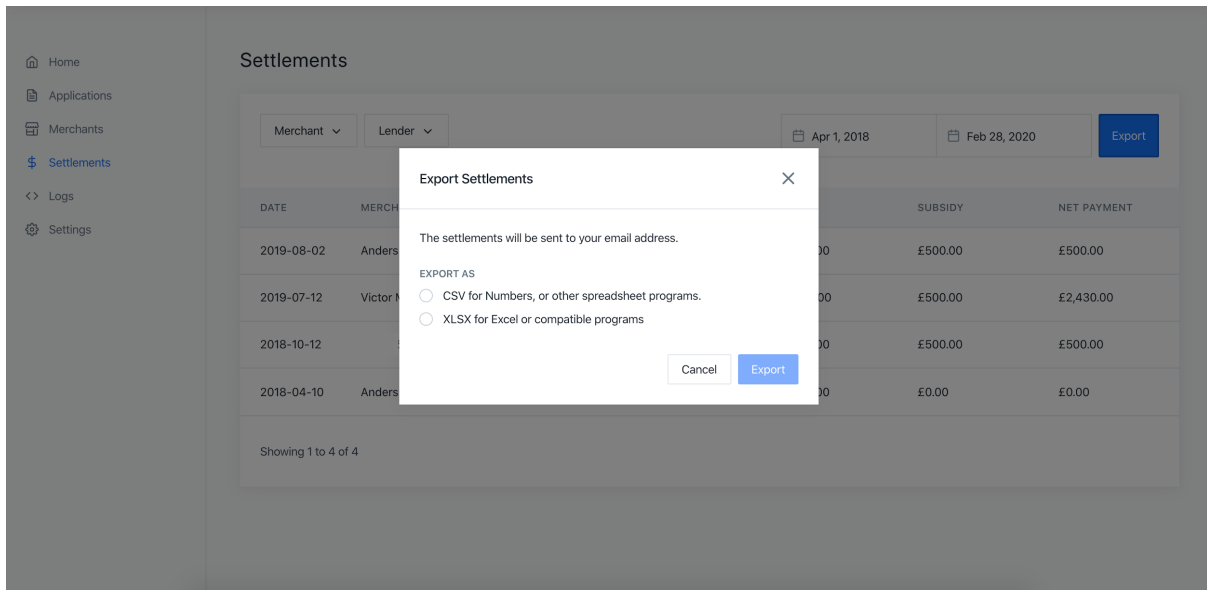 Home
Applications
Merchants
Settlements
Logs
Settings
Settlements
Merchant
Lender
Apr 1, 2018
Feb 28, 2020
Export
DATE SUBSIDY NET PAYMENT
2019-08-02 Anders £500.00 £500.00
2019-07-12 Victor £500.00 £2,430.00
2018-10-12 £500.00 £500.00
2018-04-10 Anders £0.00 £0.00
Showing 1 to 4 of 4
Export Settlements
The settlements will be sent to your email address.
EXPORT AS
CSV for Numbers, or other spreadsheet programs.
XLSX for Excel or compatible programs
Cancel
Export